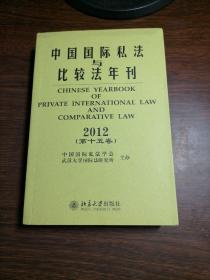 中国国际私法
与
比较法年刊
CHINESE YEARBOOK
OF
PRIVATE INTERNATIONAL LAW
AND
COMPARATIVE LAW
2012
(第十五卷)
中国国际私法学会
武汉大学国际法研究所
主办
北京大学出版社